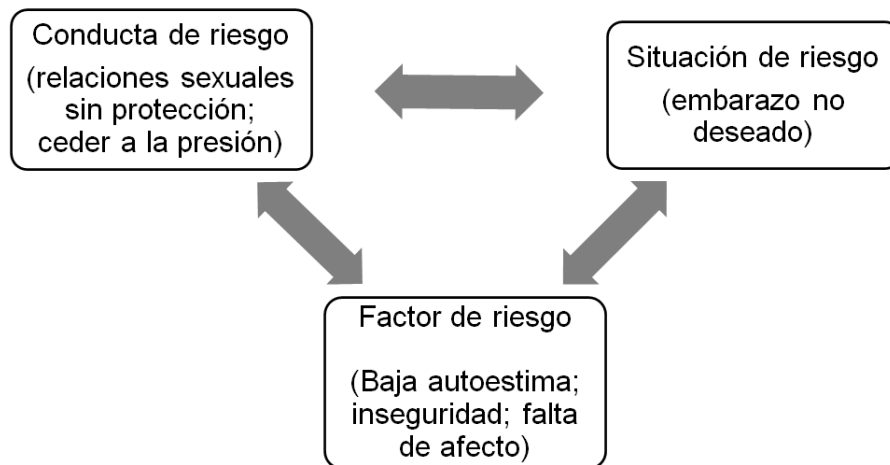 Conducta de riesgo
(relaciones sexuales
sin protección;
ceder a la presión)
Situación de riesgo
(embarazo no
deseado)
Factor de riesgo
(Baja autoestima;
inseguridad; falta
de afecto)